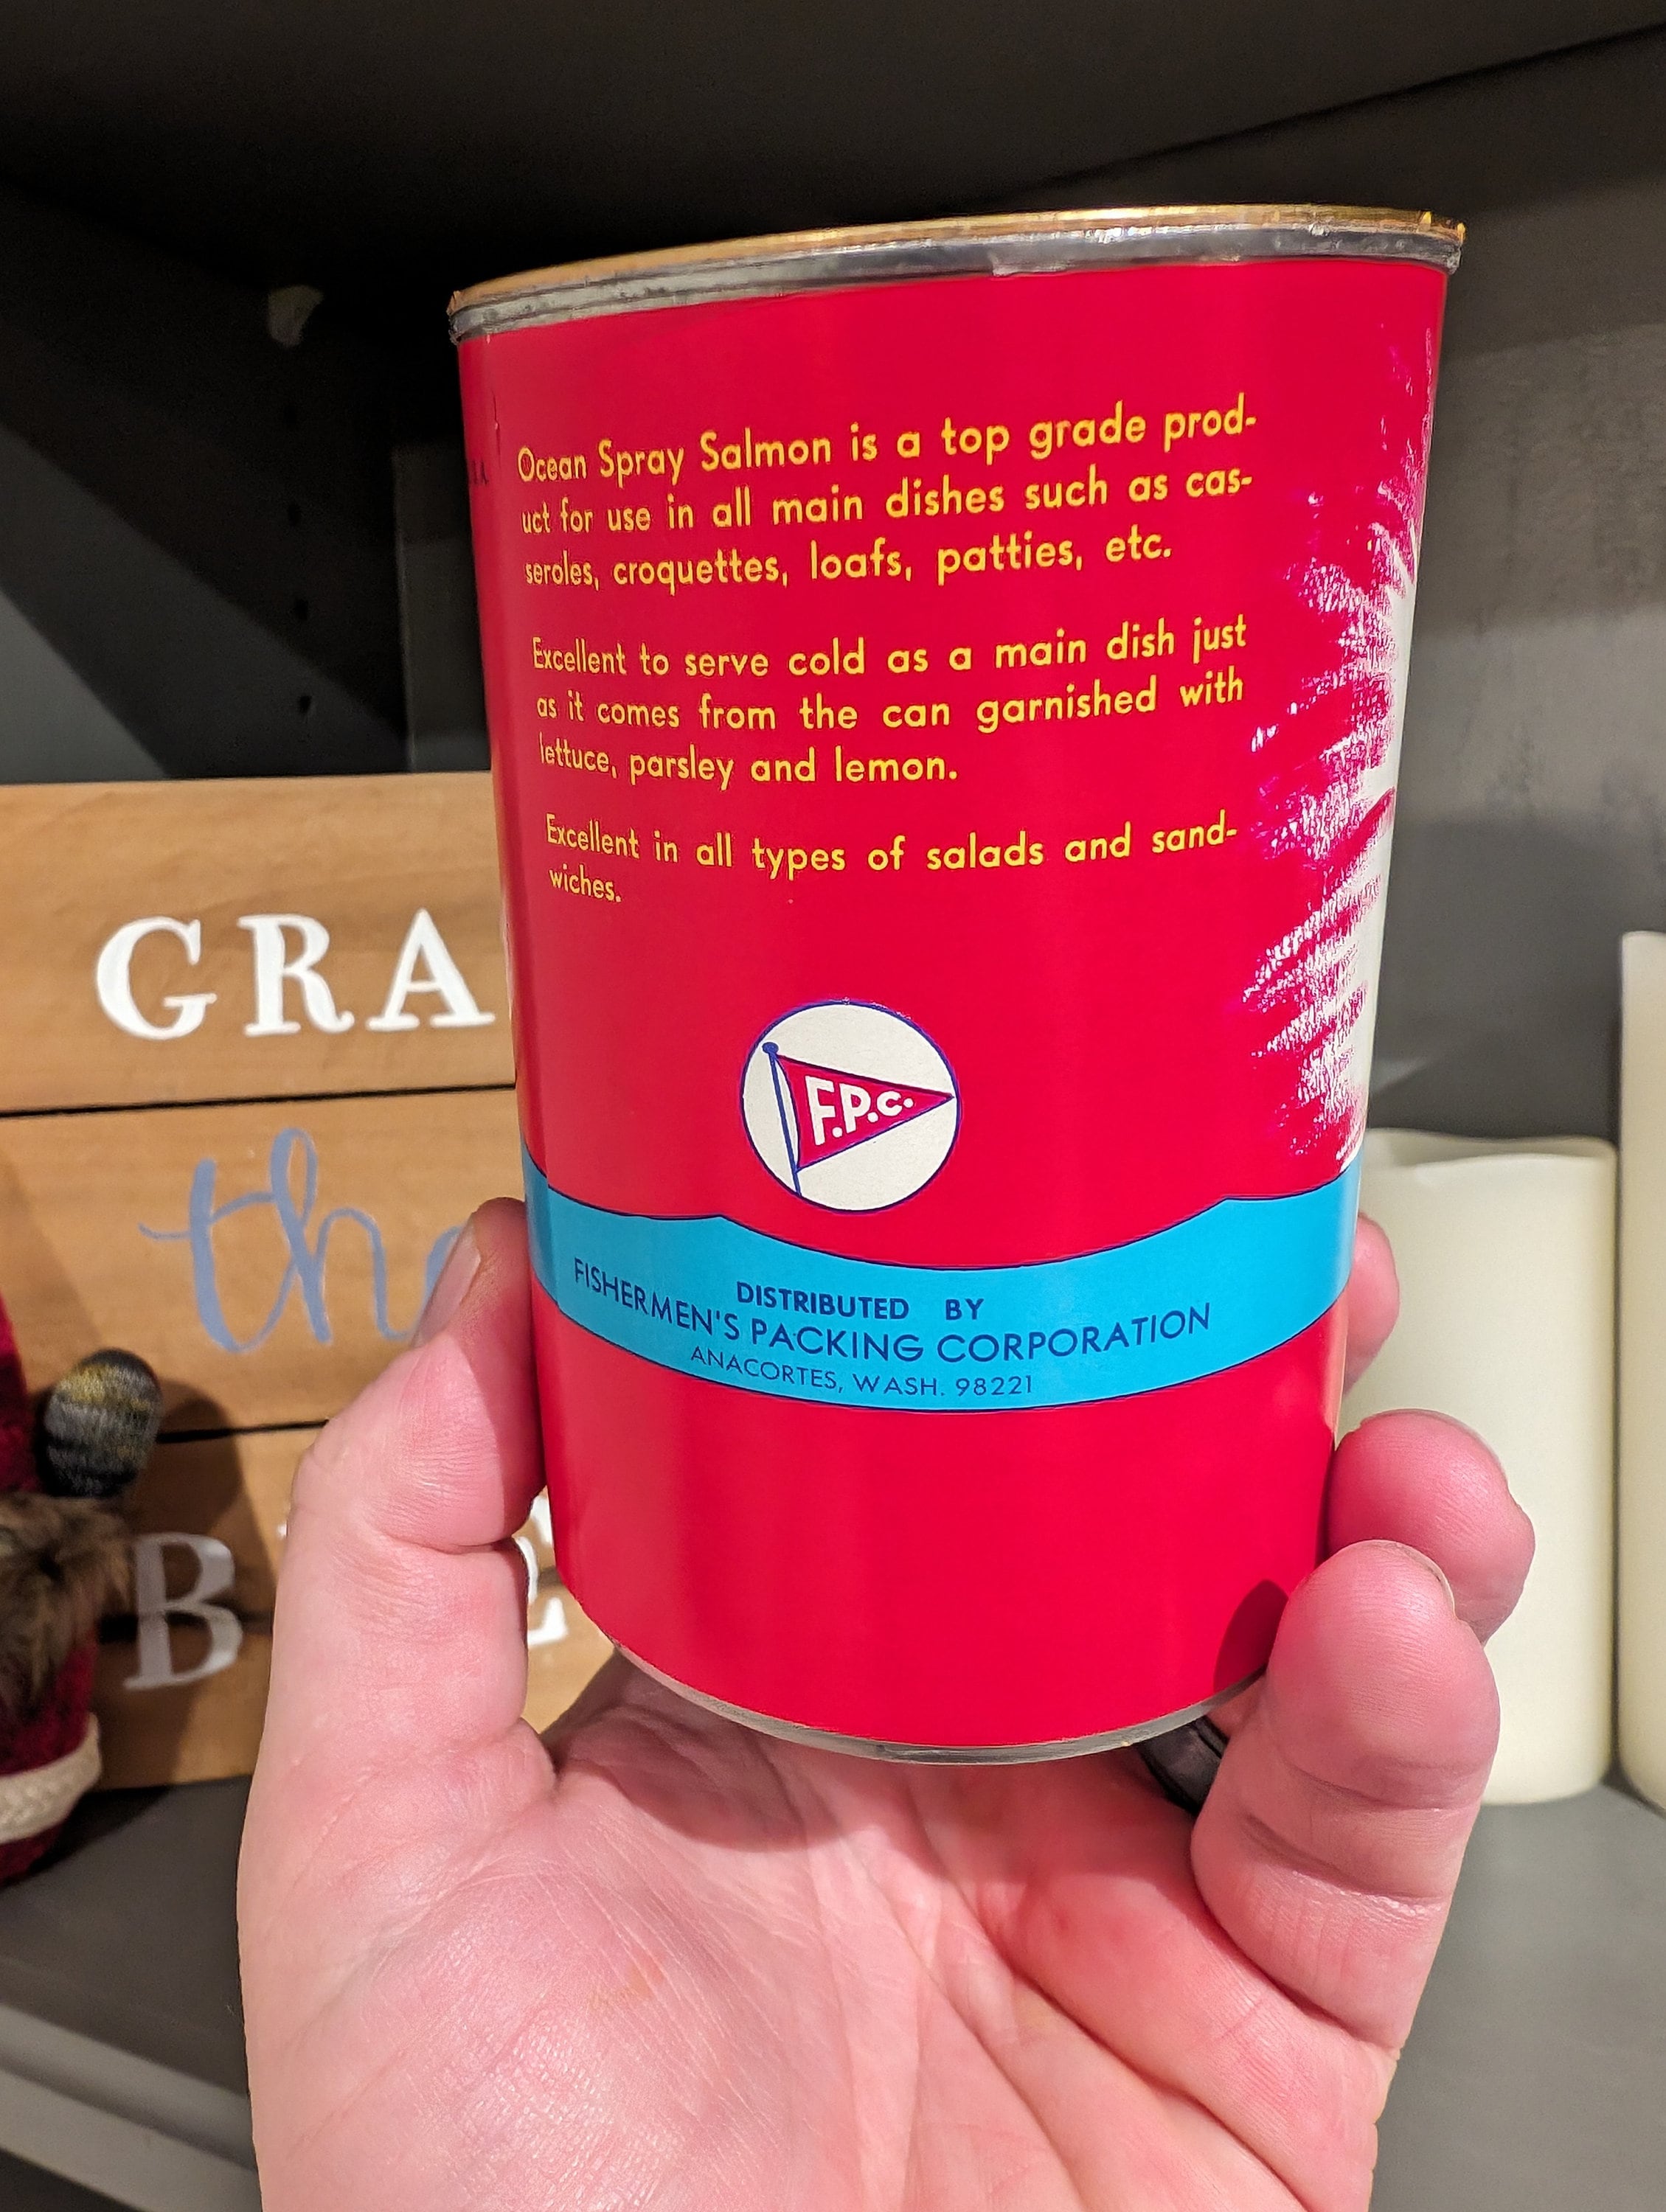 Ocean Spray Salmon is a top grade prod-
uct for use in all main dishes such as cas-
seroles, croquettes, loafs, patties, etc.
Excellent to serve cold as a main dish just
as it comes from the can garnished with
lettuce, parsley and lemon.
Excellent in all types of salads and sand-
wiches.
F.P.C.
DISTRIBUTED BY
FISHERMEN'S PACKING CORPORATION
ANACORTES, WASH. 98221
GRA
the
B